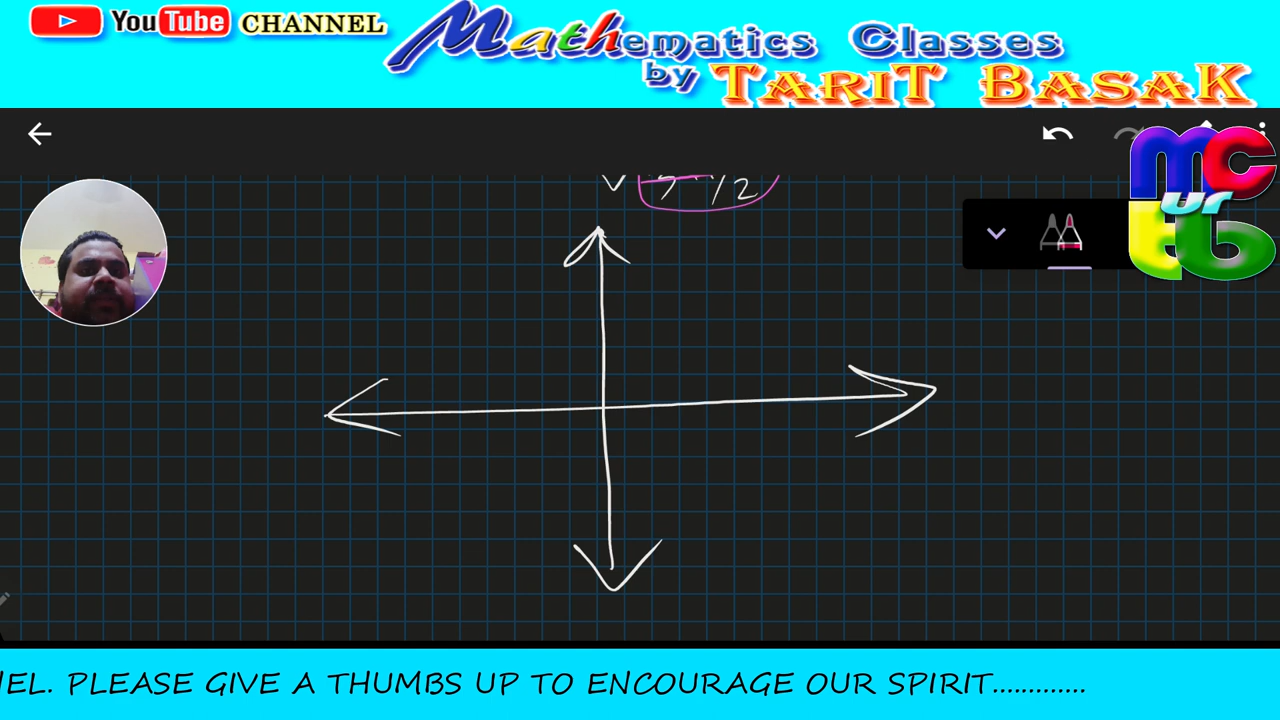 YouTube CHANNEL
Mathematics Classes
by TARIT BASAK
mc
ur
tb
NEL. PLEASE GIVE A THUMBS UP TO ENCOURAGE OUR SPIRIT.............